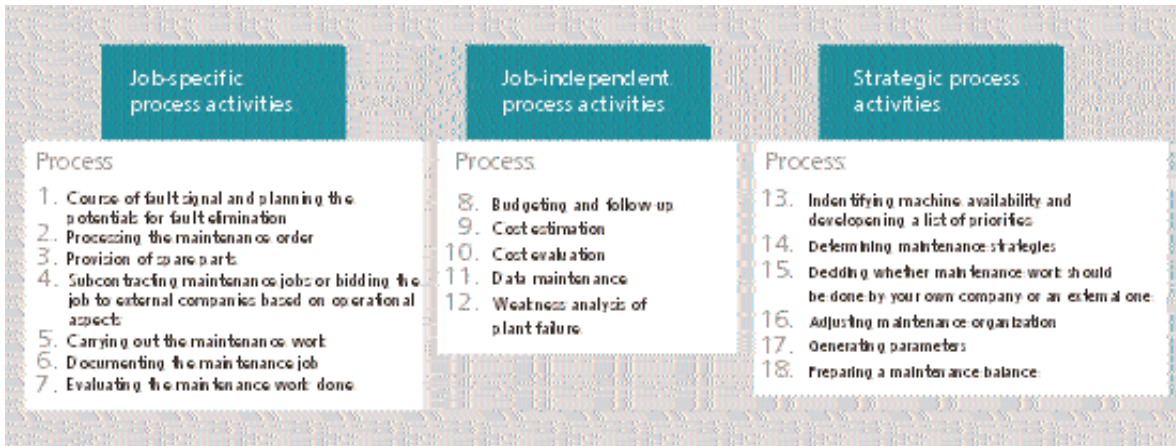 Job-specific
process activities
Process
1. Course of fault signal and planning the
potentials for fault elimination
2. Processing the maintenance order
3. Provision of spare parts
4. Subcontracting maintenance jobs or bidding the
job to external companies based on operational
aspects
5. Carrying out the maintenance work
6. Documenting the maintenance job
7. Evaluating the maintenance work done
Job-independent
process activities
Process
8. Budgeting and follow-up
9. Cost estimation
10. Cost evaluation
11. Data maintenance
12. Weakness analysis of
plant failure
Strategic process
activities
Process
13. Indentifying machine availability and
developening a list of priorities
14. Determining maintenance strategies
15. Deciding whether maintenance work should
be done by your own company or an external one
16. Adjusting maintenance organization
17. Generating parameters
18. Preparing a maintenance balance